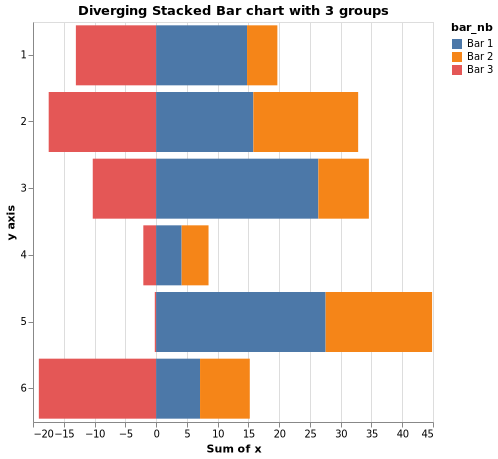 Diverging Stacked Bar chart with 3 groups
bar_nb
Bar 1
Bar 2
Bar 3
y axis
1
2
3
4
5
6
−20 −15 −10 −5 0 5 10 15 20 25 30 35 40 45
Sum of x